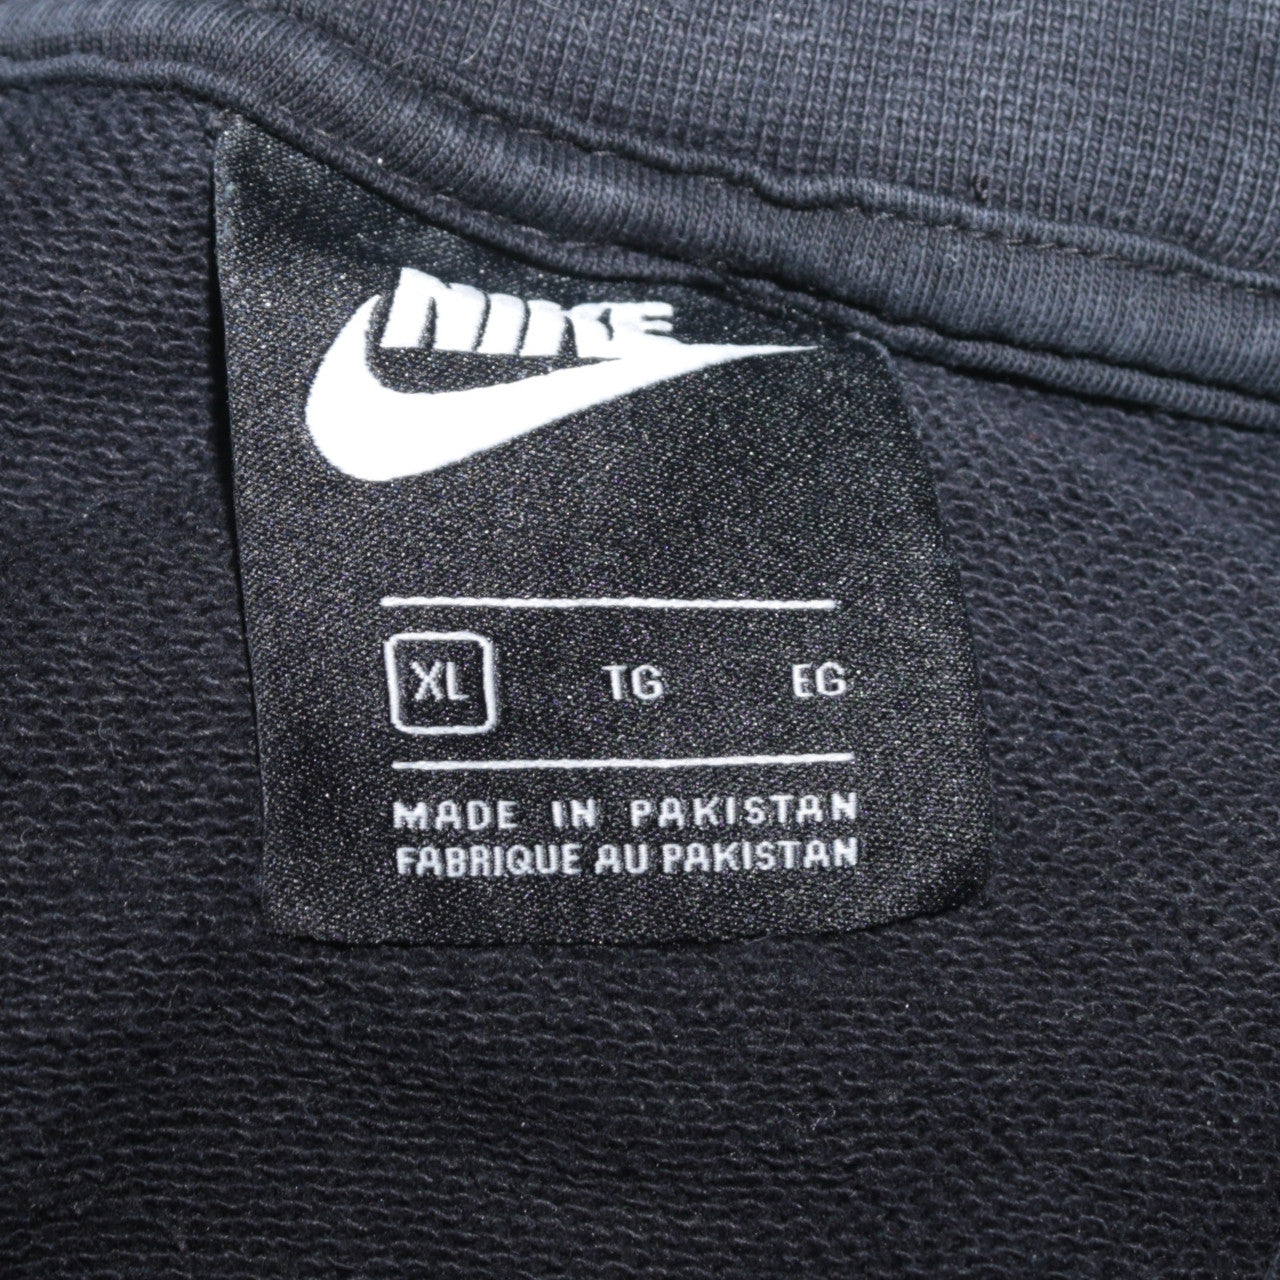 NIKE
XL TG EG
MADE IN PAKISTAN
FABRIQUE AU PAKISTAN